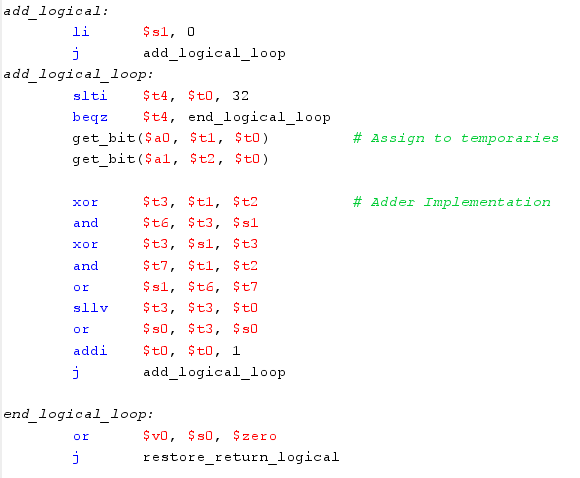 add_logical:
li $s1, 0
j add_logical_loop
add_logical_loop:
slti $t4, $t0, 32
beqz $t4, end_logical_loop
get_bit($a0, $t1, $t0) # Assign to temporaries
get_bit($a1, $t2, $t0)
xor $t3, $t1, $t2 # Adder Implementation
and $t6, $t3, $s1
xor $t3, $s1, $t3
and $t7, $t1, $t2
or $s1, $t6, $t7
sllv $t3, $t3, $t0
or $s0, $t3, $s0
addi $t0, $t0, 1
j add_logical_loop
end_logical_loop:
or $v0, $s0, $zero
j restore_return_logical